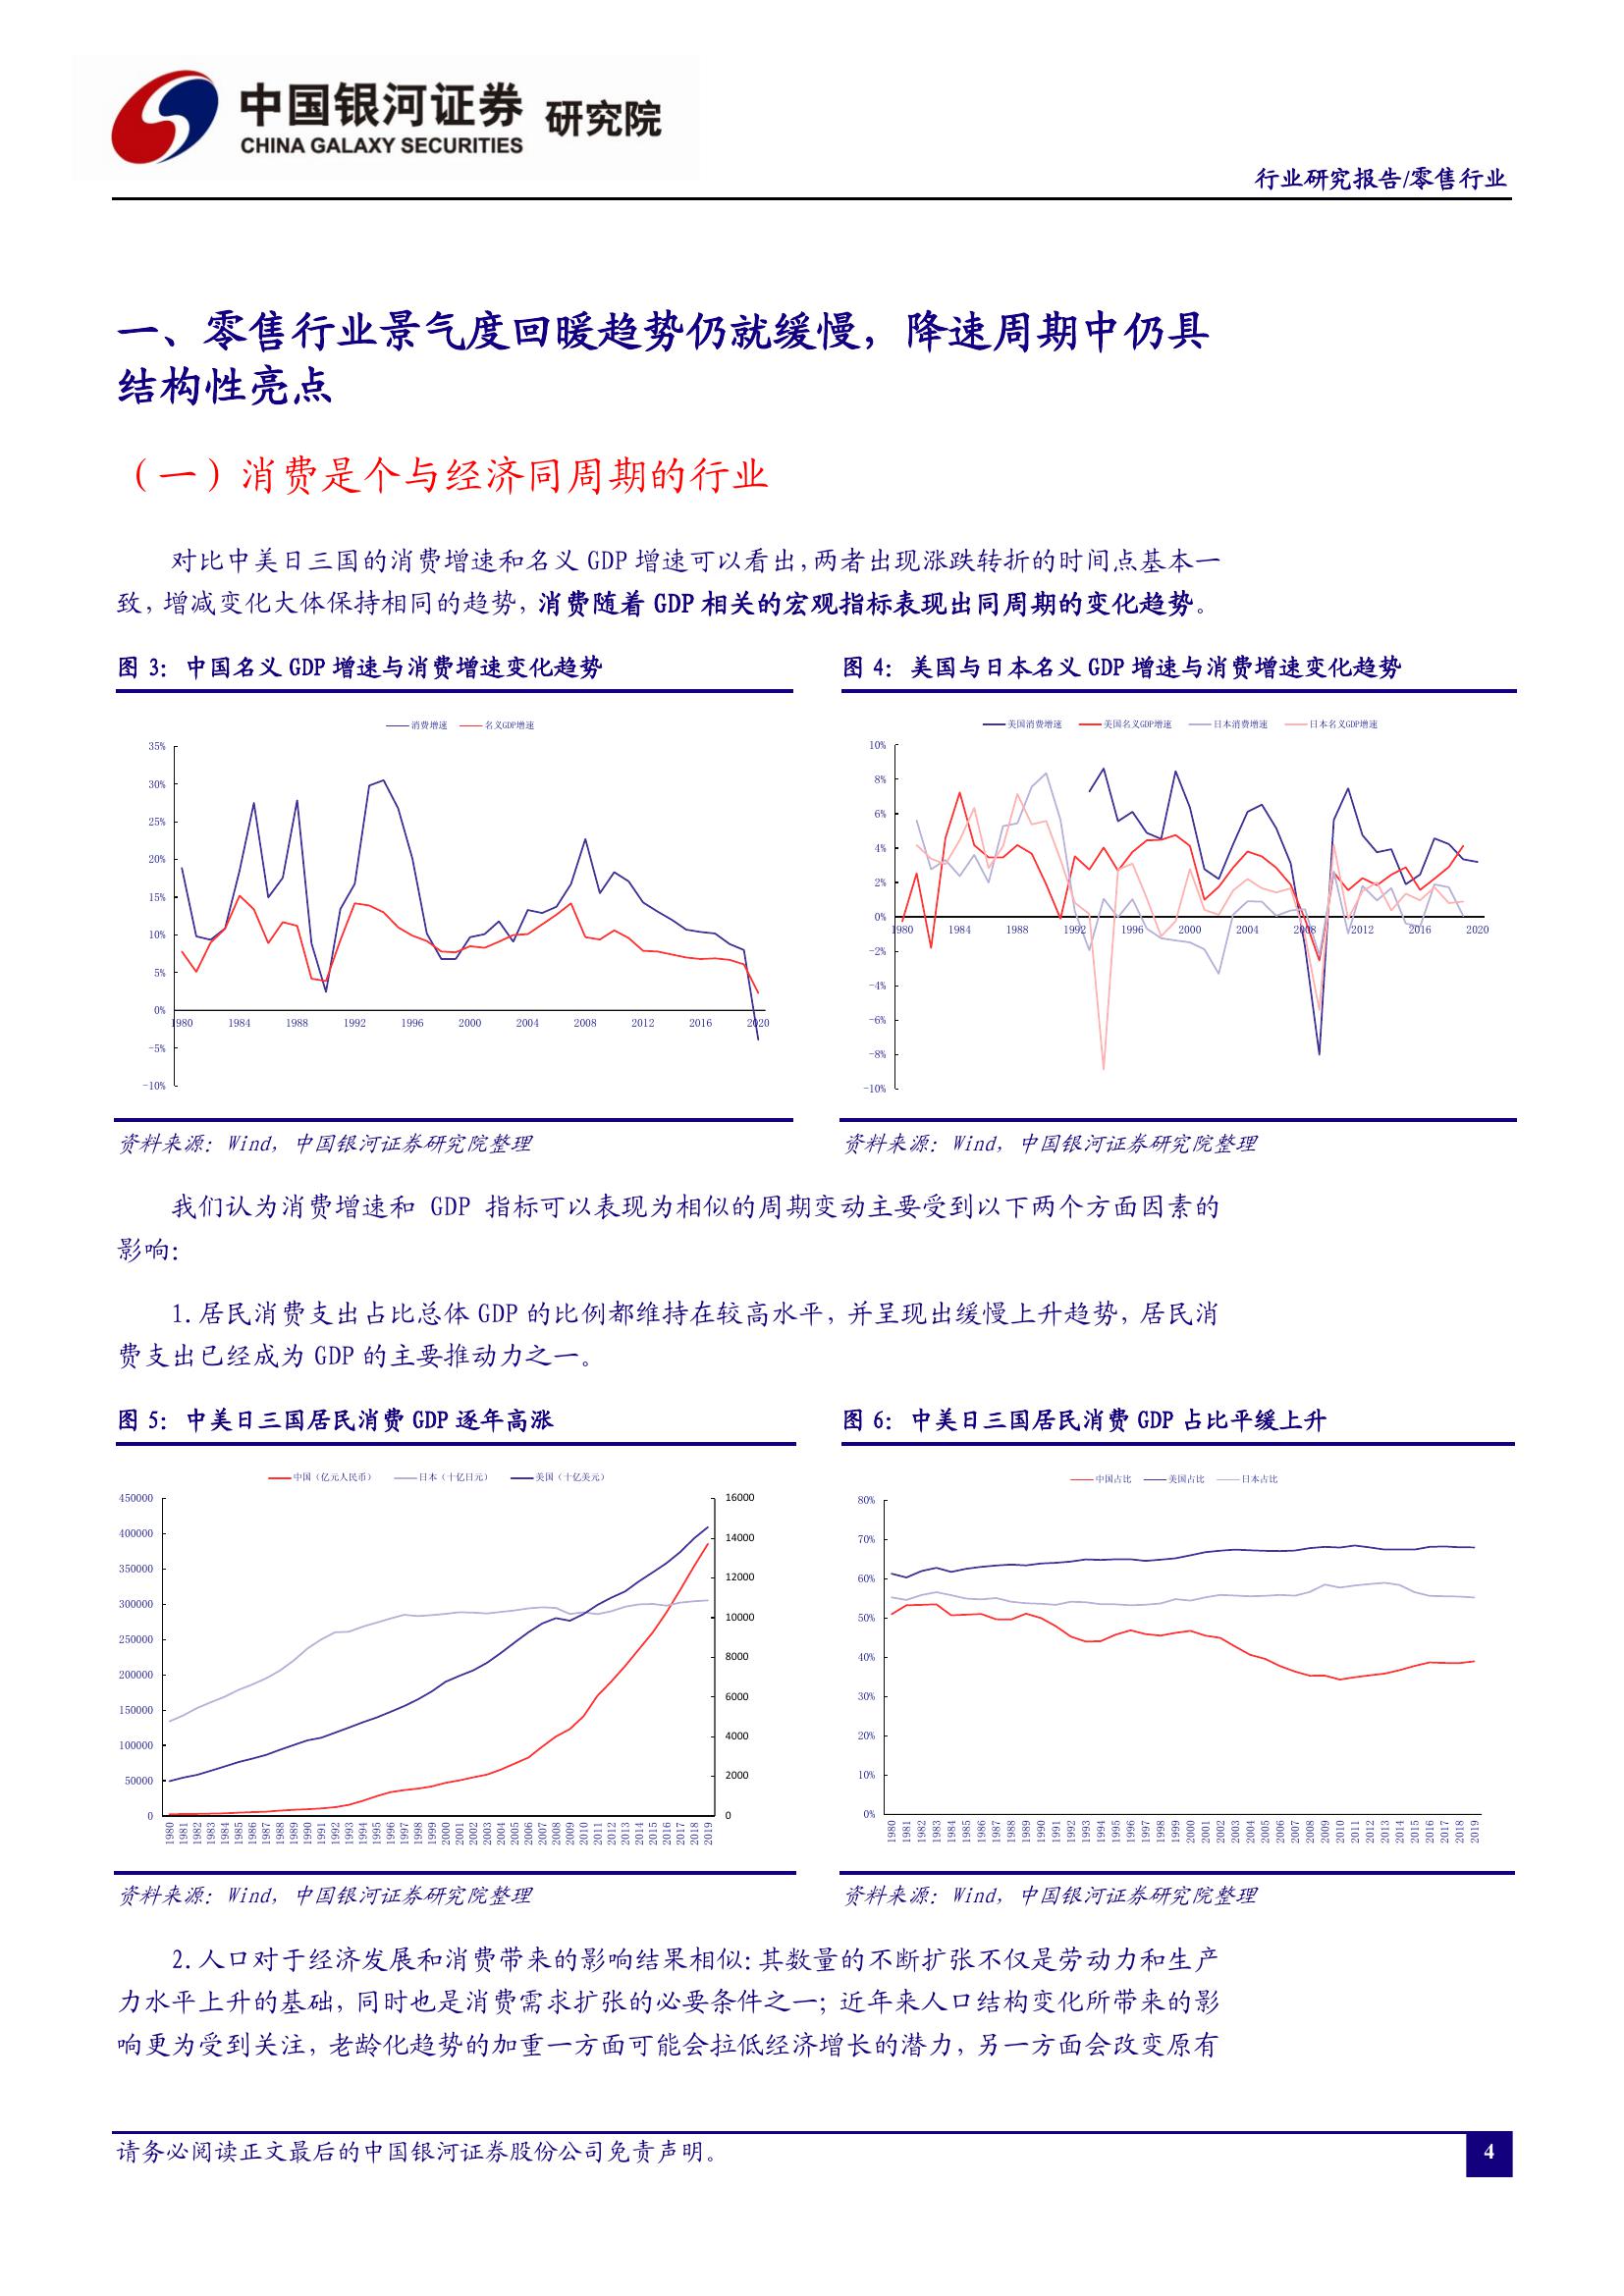 中国银河证券 研究院
CHINA GALAXY SECURITIES
行业研究报告/零售行业
一、零售行业景气度回暖趋势仍就缓慢，降速周期中仍具
结构性亮点
（一）消费是个与经济同周期的行业
对比中美日三国的消费增速和名义 GDP 增速可以看出，两者出现涨跌转折的时间点基本一
致，增减变化大体保持相同的趋势，消费随着 GDP 相关的宏观指标表现出同周期的变化趋势。
图 3：中国名义 GDP 增速与消费增速变化趋势
消费增速 名义GDP增速
35%
30%
25%
20%
15%
10%
5%
0%
-5%
-10%
1980 1984 1988 1992 1996 2000 2004 2008 2012 2016 2020
资料来源：Wind，中国银河证券研究院整理
图 4：美国与日本名义 GDP 增速与消费增速变化趋势
美国消费增速 美国名义GDP增速 日本消费增速 日本名义GDP增速
10%
8%
6%
4%
2%
0%
-2%
-4%
-6%
-8%
-10%
1980 1984 1988 1992 1996 2000 2004 2008 2012 2016 2020
资料来源：Wind，中国银河证券研究院整理
我们认为消费增速和 GDP 指标可以表现为相似的周期变动主要受到以下两个方面因素的
影响：
1.居民消费支出占比总体 GDP 的比例都维持在较高水平，并呈现出缓慢上升趋势，居民消
费支出已经成为 GDP 的主要推动力之一。
图 5：中美日三国居民消费 GDP 逐年高涨
中国（亿元人民币） 日本（十亿日元） 美国（十亿美元）
450000
400000
350000
300000
250000
200000
150000
100000
50000
0
16000
14000
12000
10000
8000
6000
4000
2000
0
1980 1981 1982 1983 1984 1985 1986 1987 1988 1989 1990 1991 1992 1993 1994 1995 1996 1997 1998 1999 2000 2001 2002 2003 2004 2005 2006 2007 2008 2009 2010 2011 2012 2013 2014 2015 2016 2017 2018 2019
资料来源：Wind，中国银河证券研究院整理
图 6：中美日三国居民消费 GDP 占比平缓上升
中国占比 美国占比 日本占比
80%
70%
60%
50%
40%
30%
20%
10%
0%
1980 1981 1982 1983 1984 1985 1986 1987 1988 1989 1990 1991 1992 1993 1994 1995 1996 1997 1998 1999 2000 2001 2002 2003 2004 2005 2006 2007 2008 2009 2010 2011 2012 2013 2014 2015 2016 2017 2018 2019
资料来源：Wind，中国银河证券研究院整理
2.人口对于经济发展和消费带来的影响结果相似：其数量的不断扩张不仅是劳动力和生产
力水平上升的基础，同时也是消费需求扩张的必要条件之一；近年来人口结构变化所带来的影
响更为受到关注，老龄化趋势的加重一方面可能会拉低经济增长的潜力，另一方面会改变原有
请务必阅读正文最后的中国银河证券股份公司免责声明。
4